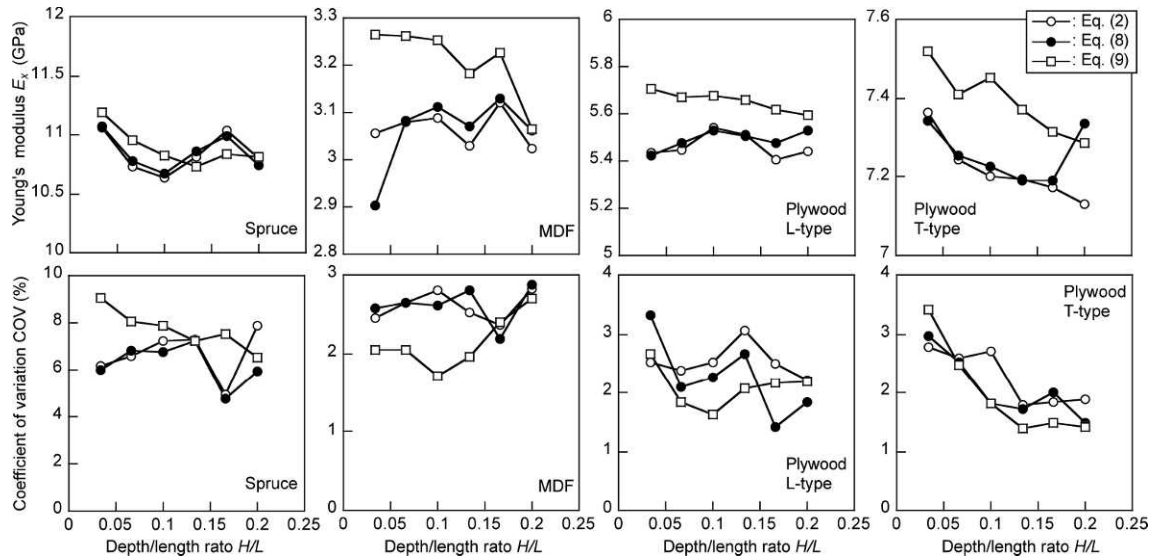 Young's modulus Ex (GPa)
12
11.5
11
10.5
10
Spruce
3.3
3.2
3.1
3
2.9
2.8
MDF
6
5.8
5.6
5.4
5.2
5
Plywood
L-type
7.6
7.4
7.2
7
Plywood
T-type
: Eq. (2)
: Eq. (8)
: Eq. (9)
Coefficient of variation COV (%)
10
8
6
4
2
0
Spruce
0 0.05 0.1 0.15 0.2 0.25
Depth/length rato H/L
3
2
1
0
MDF
0 0.05 0.1 0.15 0.2 0.25
Depth/length rato H/L
4
3
2
1
0
Plywood
L-type
0 0.05 0.1 0.15 0.2 0.25
Depth/length rato H/L
4
3
2
1
0
Plywood
T-type
0 0.05 0.1 0.15 0.2 0.25
Depth/length rato H/L